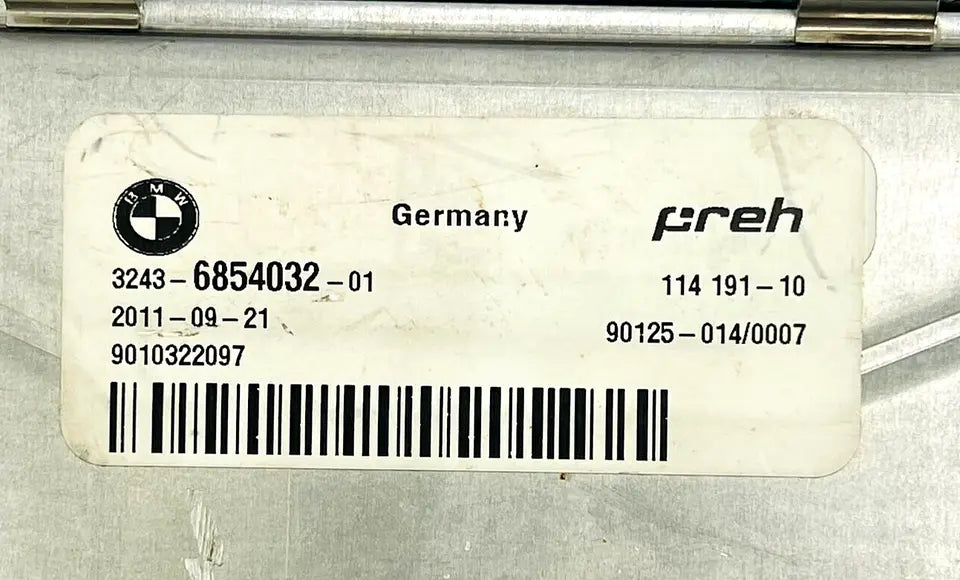 BMW
Germany
preh
3243-6854032-01
114 191-10
2011-09-21
90125-014/0007
9010322097